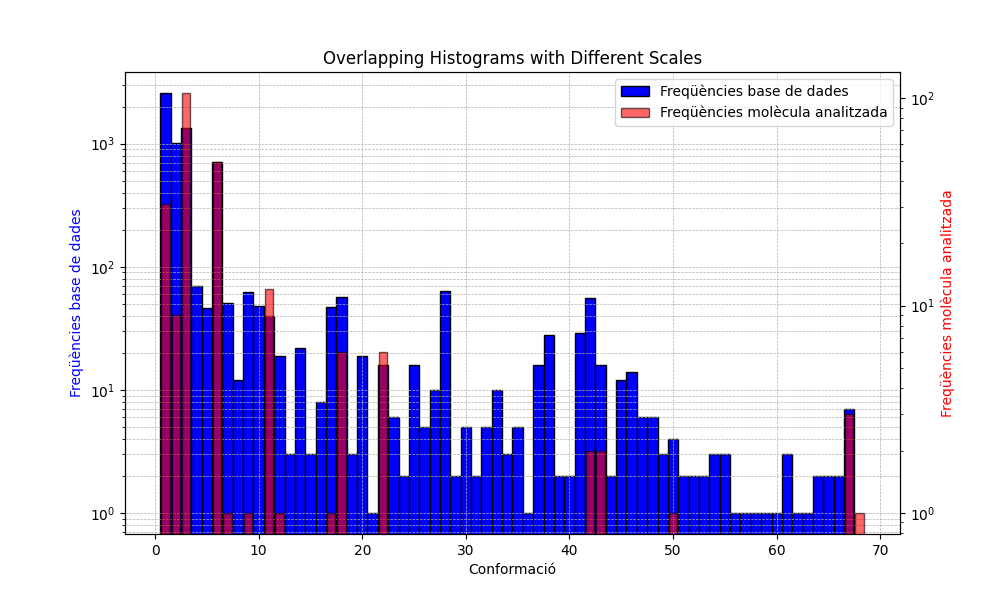 Overlapping Histograms with Different Scales
Freqüències base de dades
Freqüències molècula analitzada
Freqüències base de dades
10³
10²
10¹
10⁰
10²
10¹
10⁰
Freqüències molècula analitzada
0 10 20 30 40 50 60 70
Conformació